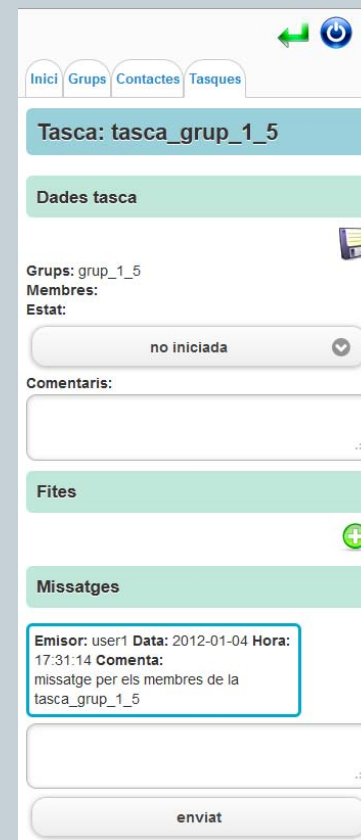 Inici Grups Contactes Tasques
Tasca: tasca_grup_1_5
Dades tasca
Grups: grup_1_5
Membres:
Estat:
no iniciada
Comentaris:
Fites
Missatges
Emisor: user1 Data: 2012-01-04 Hora:
17:31:14 Comenta:
missatge per els membres de la
tasca_grup_1_5
enviat